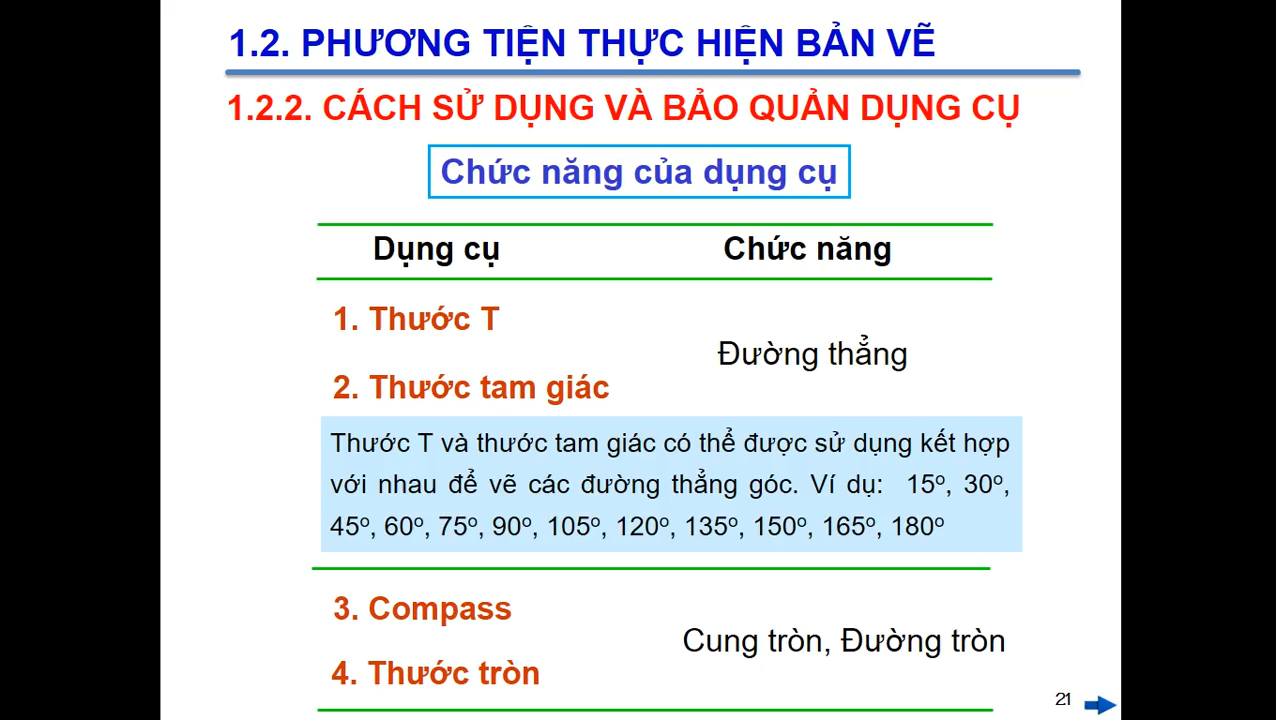 1.2. PHƯƠNG TIỆN THỰC HIỆN BẢN VẼ
1.2.2. CÁCH SỬ DỤNG VÀ BẢO QUẢN DỤNG CỤ
Chức năng của dụng cụ
Dụng cụ Chức năng
1. Thước T
Đường thẳng
2. Thước tam giác
Thước T và thước tam giác có thể được sử dụng kết hợp
với nhau để vẽ các đường thẳng góc. Ví dụ: 15º, 30º,
45º, 60º, 75º, 90º, 105º, 120º, 135º, 150º, 165º, 180º
3. Compass
Cung tròn, Đường tròn
4. Thước tròn
21